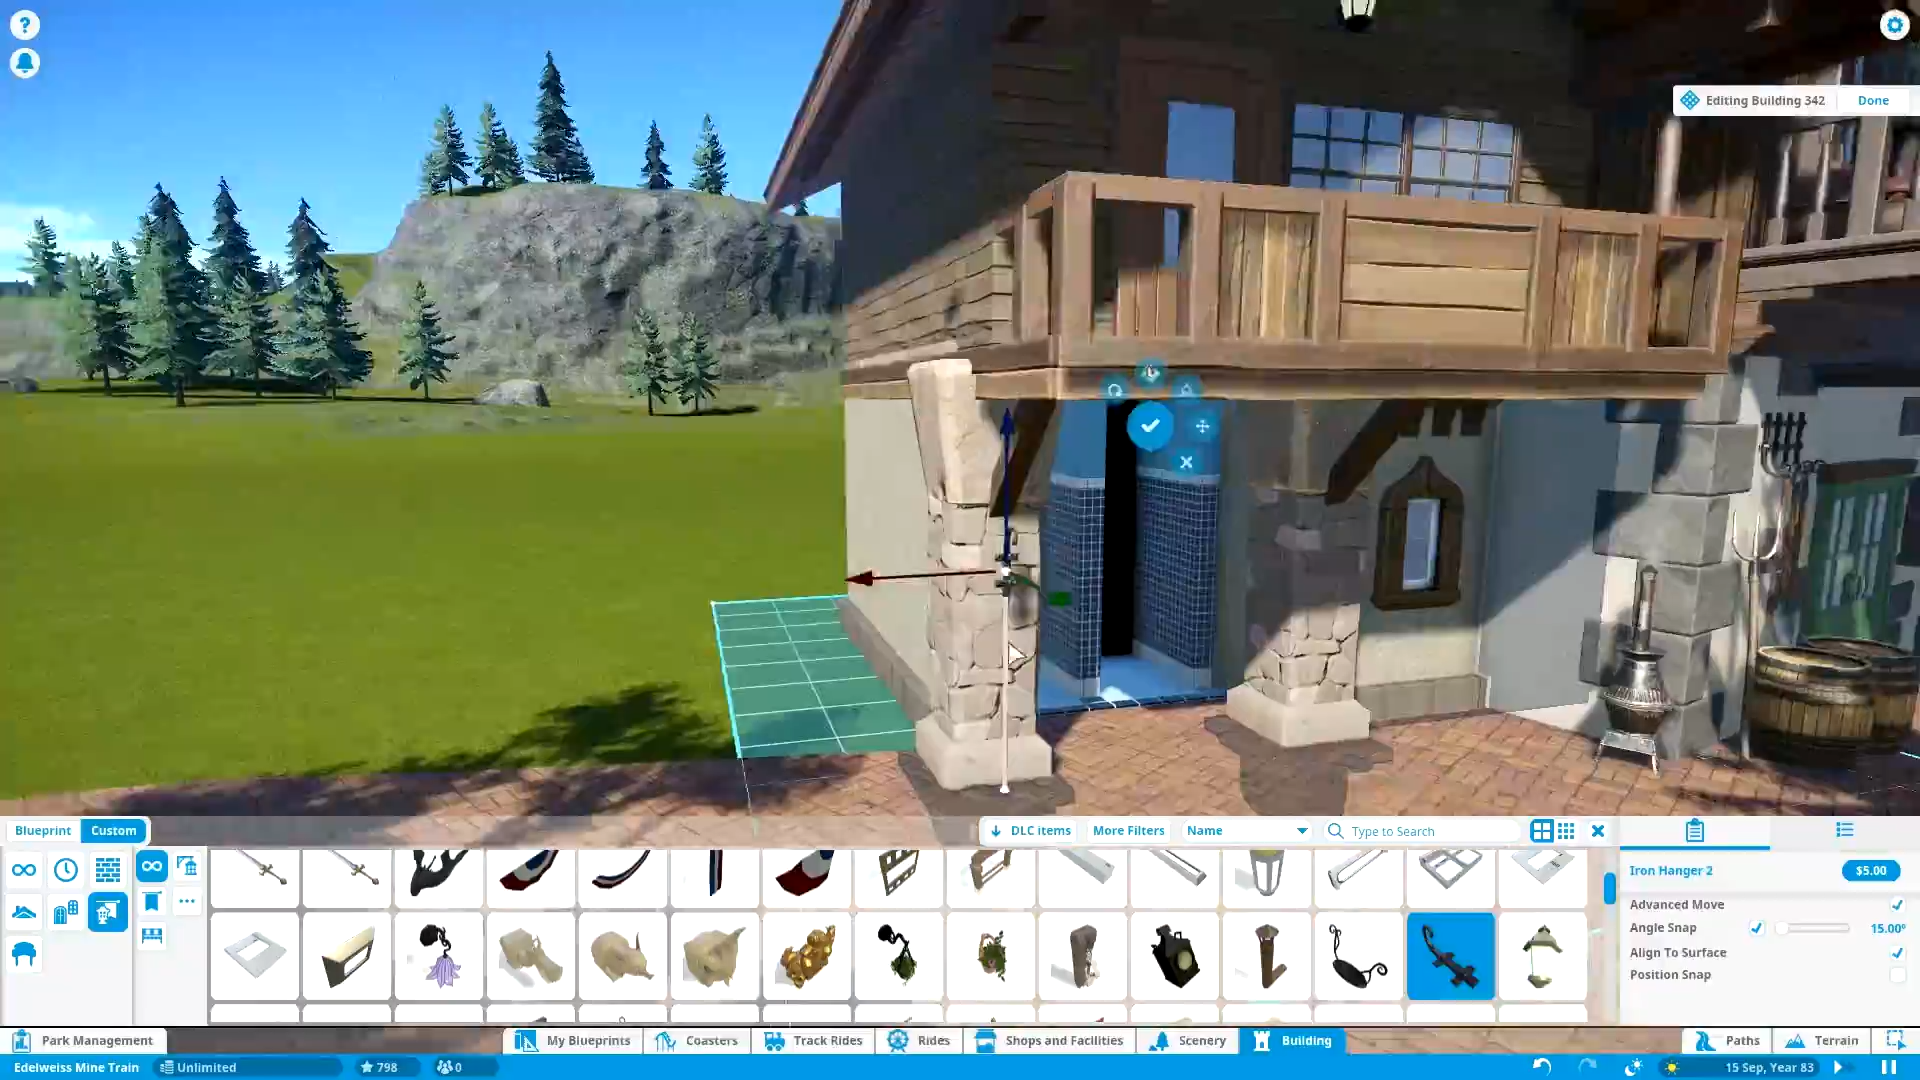 ?
Editing Building 342 Done
Blueprint Custom
DLC items More Filters Name Type to Search
Iron Hanger 2 $5.00
Advanced Move
Angle Snap 15.00°
Align To Surface
Position Snap
Park Management My Blueprints Coasters Track Rides Rides Shops and Facilities Scenery Building Paths Terrain
Edelweiss Mine Train Unlimited 798 0 15 Sep, Year 83